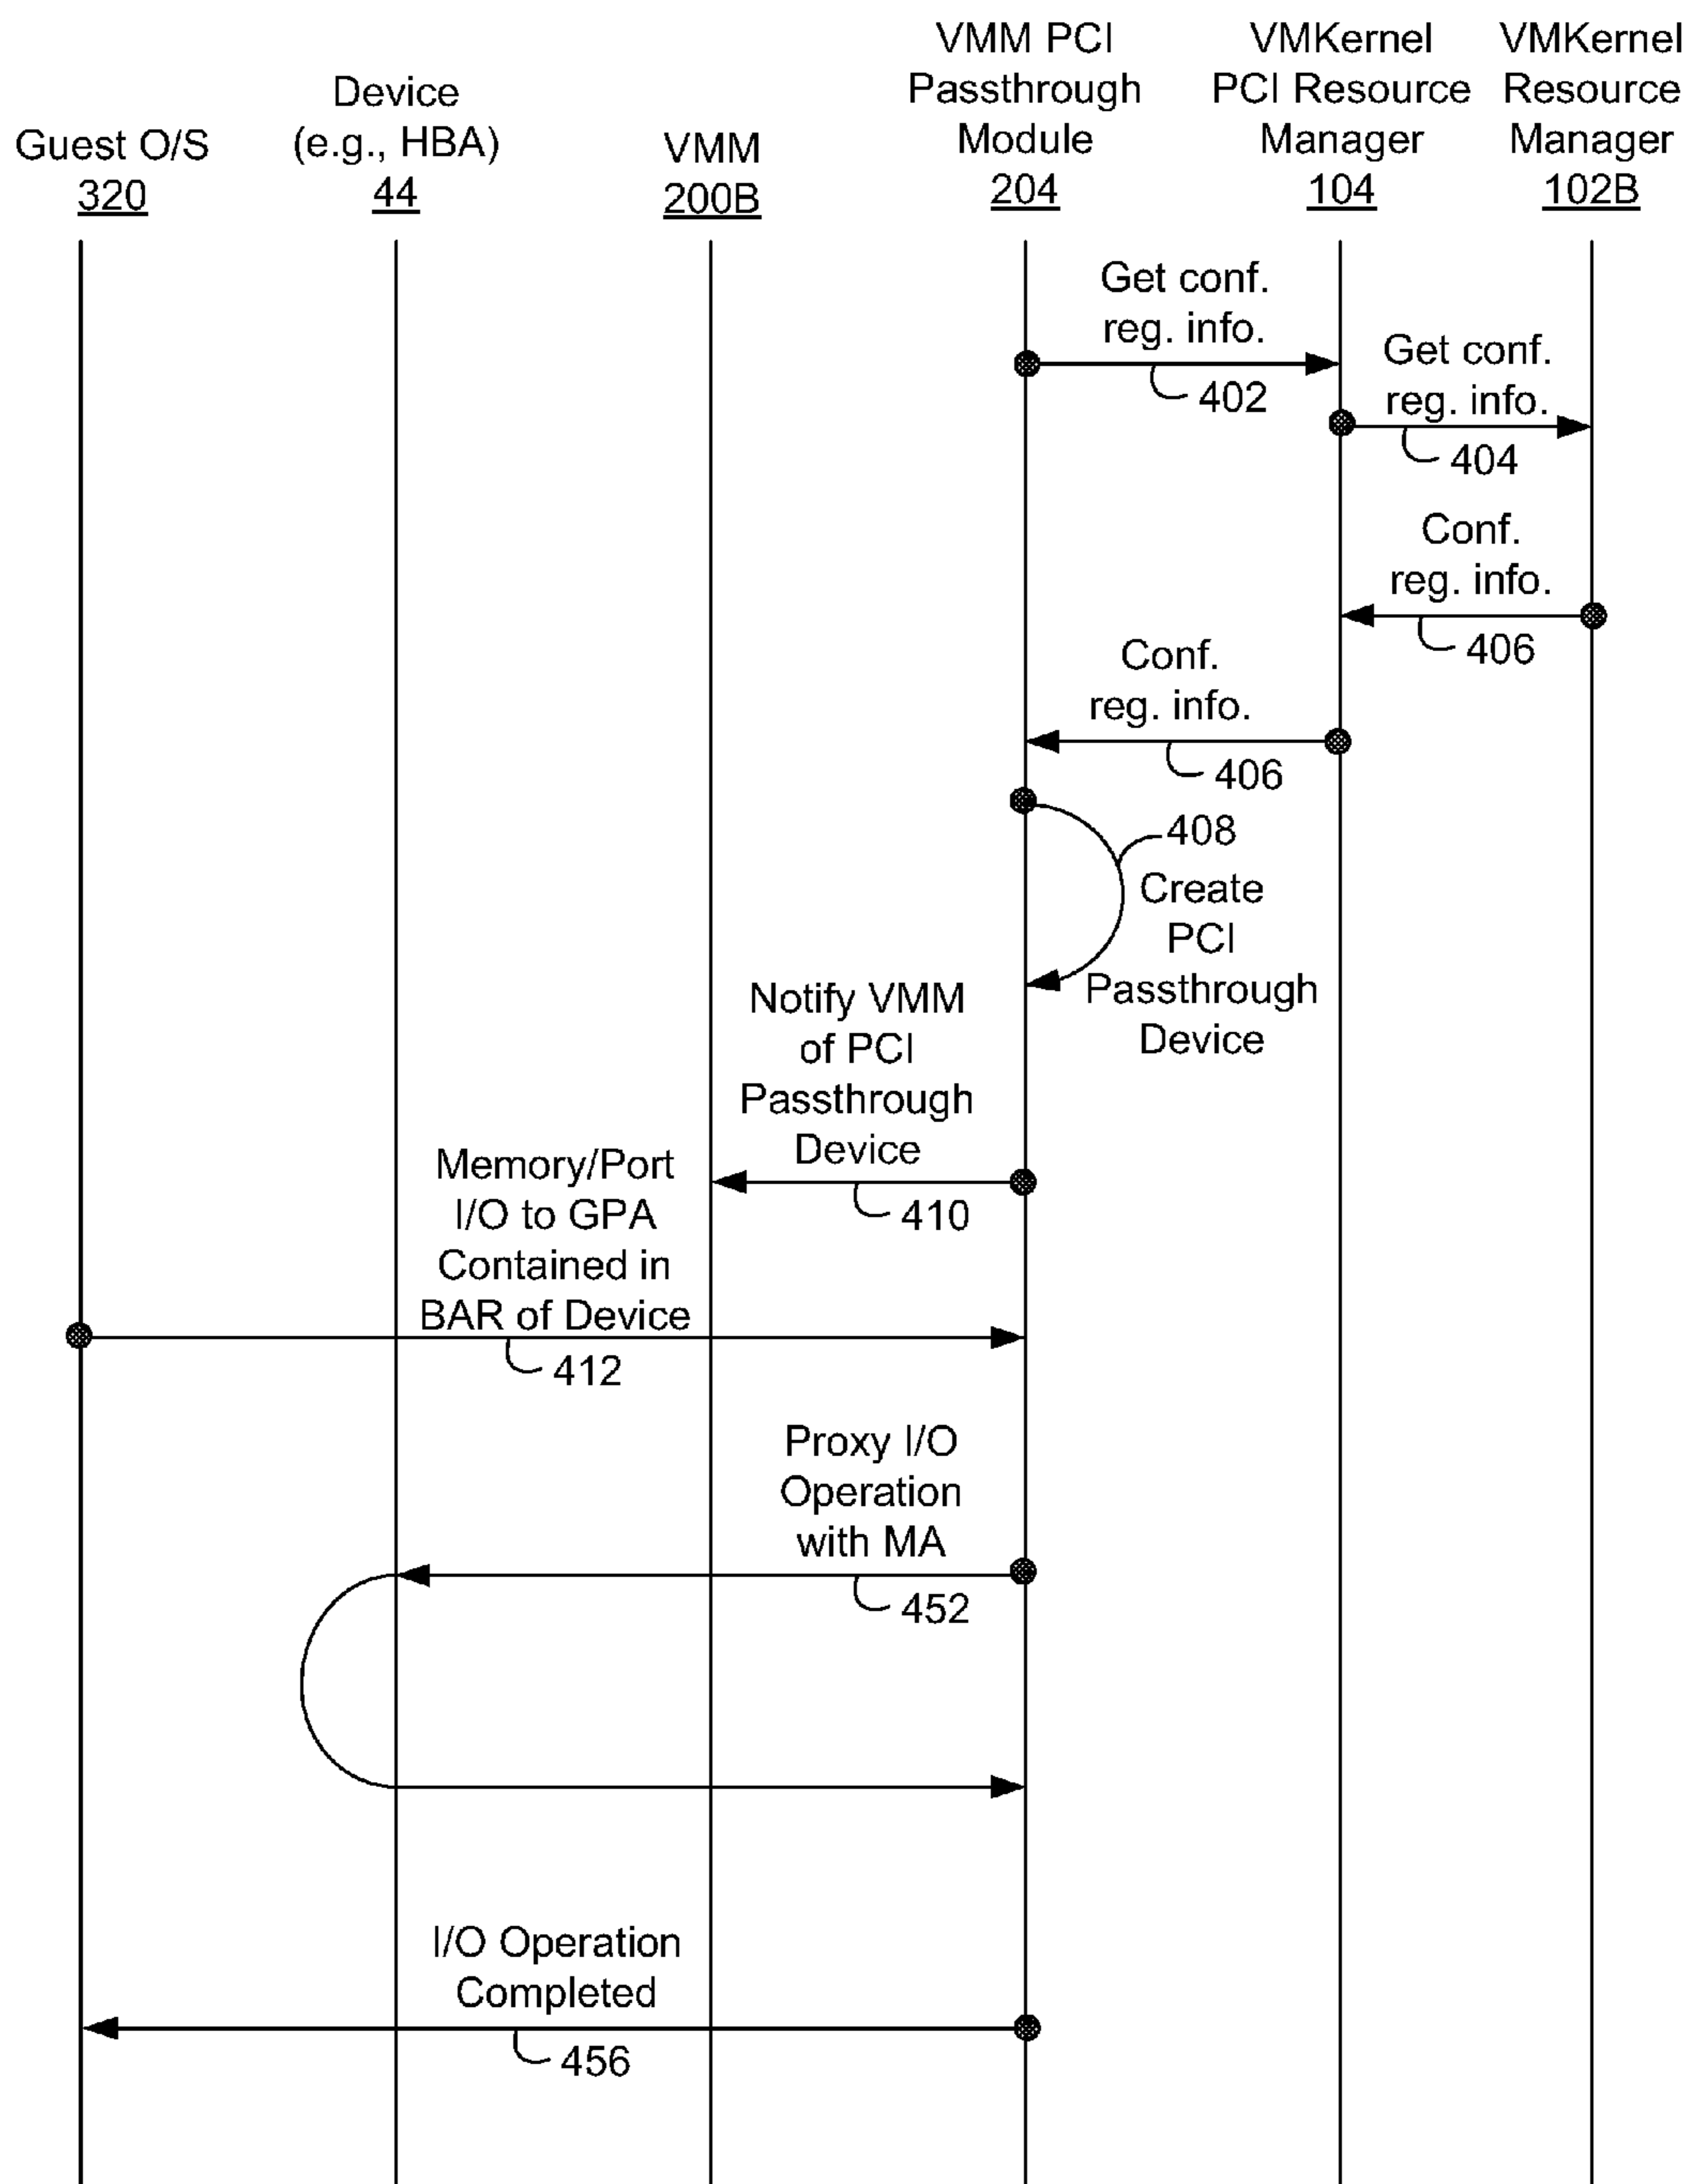 Guest O/S
320
Device
(e.g., HBA)
44
VMM
200B
VMM PCI
Passthrough
Module
204
VMKernel
PCI Resource
Manager
104
VMKernel
Resource
Manager
102B
Get conf.
reg. info.
402
Get conf.
reg. info.
404
Conf.
reg. info.
406
Conf.
reg. info.
406
408
Create
PCI
Passthrough
Device
Notify VMM
of PCI
Passthrough
Device
410
Memory/Port
I/O to GPA
Contained in
BAR of Device
412
Proxy I/O
Operation
with MA
452
I/O Operation
Completed
456